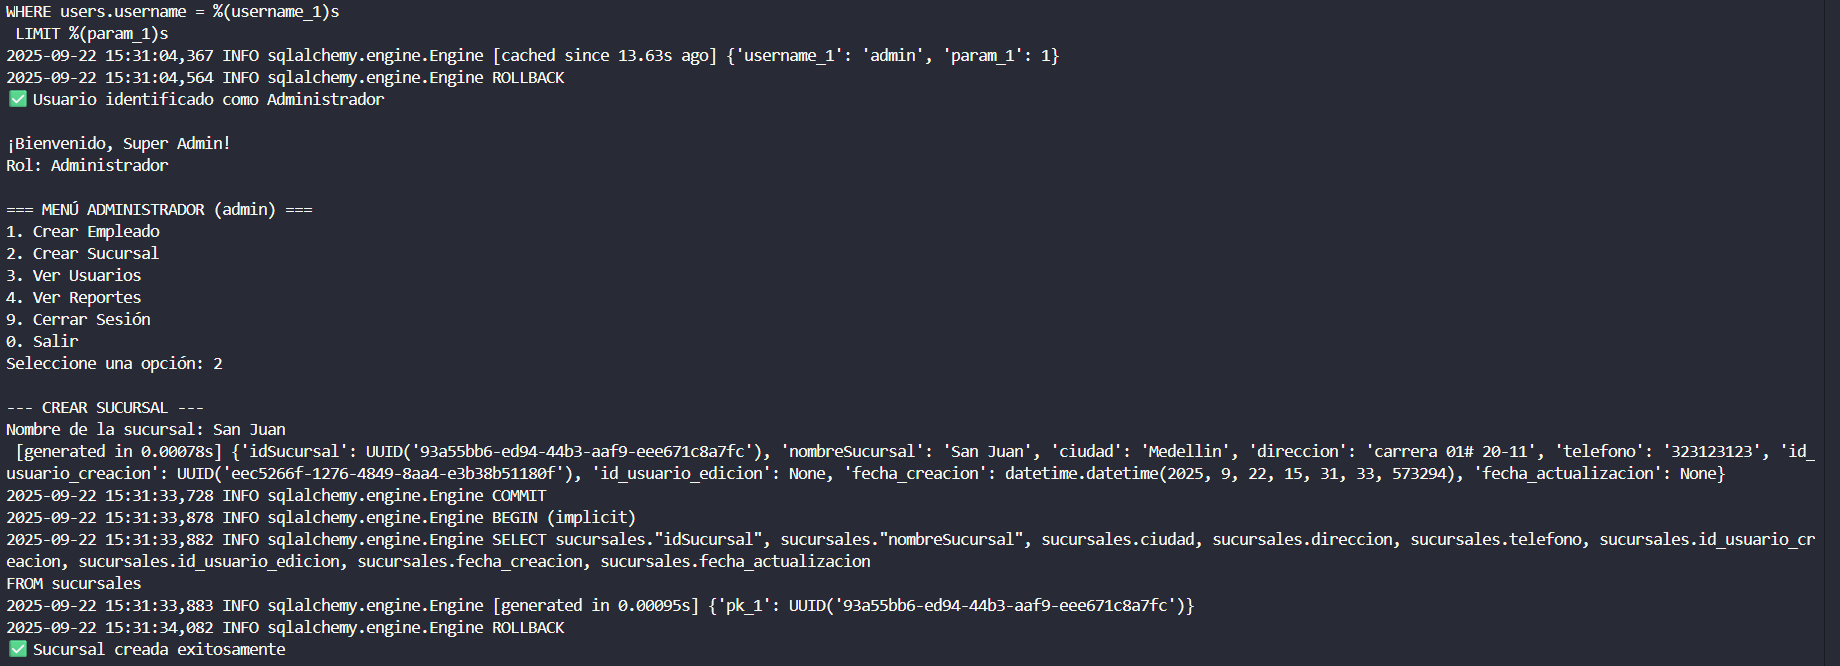 WHERE users.username = %(username_1)s
 LIMIT %(param_1)s
2025-09-22 15:31:04,367 INFO sqlalchemy.engine.Engine [cached since 13.63s ago] {'username_1': 'admin', 'param_1': 1}
2025-09-22 15:31:04,564 INFO sqlalchemy.engine.Engine ROLLBACK
✅ Usuario identificado como Administrador

¡Bienvenido, Super Admin!
Rol: Administrador

=== MENÚ ADMINISTRADOR (admin) ===
1. Crear Empleado
2. Crear Sucursal
3. Ver Usuarios
4. Ver Reportes
9. Cerrar Sesión
0. Salir
Seleccione una opción: 2

--- CREAR SUCURSAL ---
Nombre de la sucursal: San Juan
 [generated in 0.00078s] {'idSucursal': UUID('93a55bb6-ed94-44b3-aaf9-eee671c8a7fc'), 'nombreSucursal': 'San Juan', 'ciudad': 'Medellin', 'direccion': 'carrera 01# 20-11', 'telefono': '323123123', 'id_
usuario_creacion': UUID('eec5266f-1276-4849-8aa4-e3b38b51180f'), 'id_usuario_edicion': None, 'fecha_creacion': datetime.datetime(2025, 9, 22, 15, 31, 33, 573294), 'fecha_actualizacion': None}
2025-09-22 15:31:33,728 INFO sqlalchemy.engine.Engine COMMIT
2025-09-22 15:31:33,878 INFO sqlalchemy.engine.Engine BEGIN (implicit)
2025-09-22 15:31:33,882 INFO sqlalchemy.engine.Engine SELECT sucursales."idSucursal", sucursales."nombreSucursal", sucursales.ciudad, sucursales.direccion, sucursales.telefono, sucursales.id_usuario_cr
eacion, sucursales.id_usuario_edicion, sucursales.fecha_creacion, sucursales.fecha_actualizacion
FROM sucursales
2025-09-22 15:31:33,883 INFO sqlalchemy.engine.Engine [generated in 0.00095s] {'pk_1': UUID('93a55bb6-ed94-44b3-aaf9-eee671c8a7fc')}
2025-09-22 15:31:34,082 INFO sqlalchemy.engine.Engine ROLLBACK
✅ Sucursal creada exitosamente